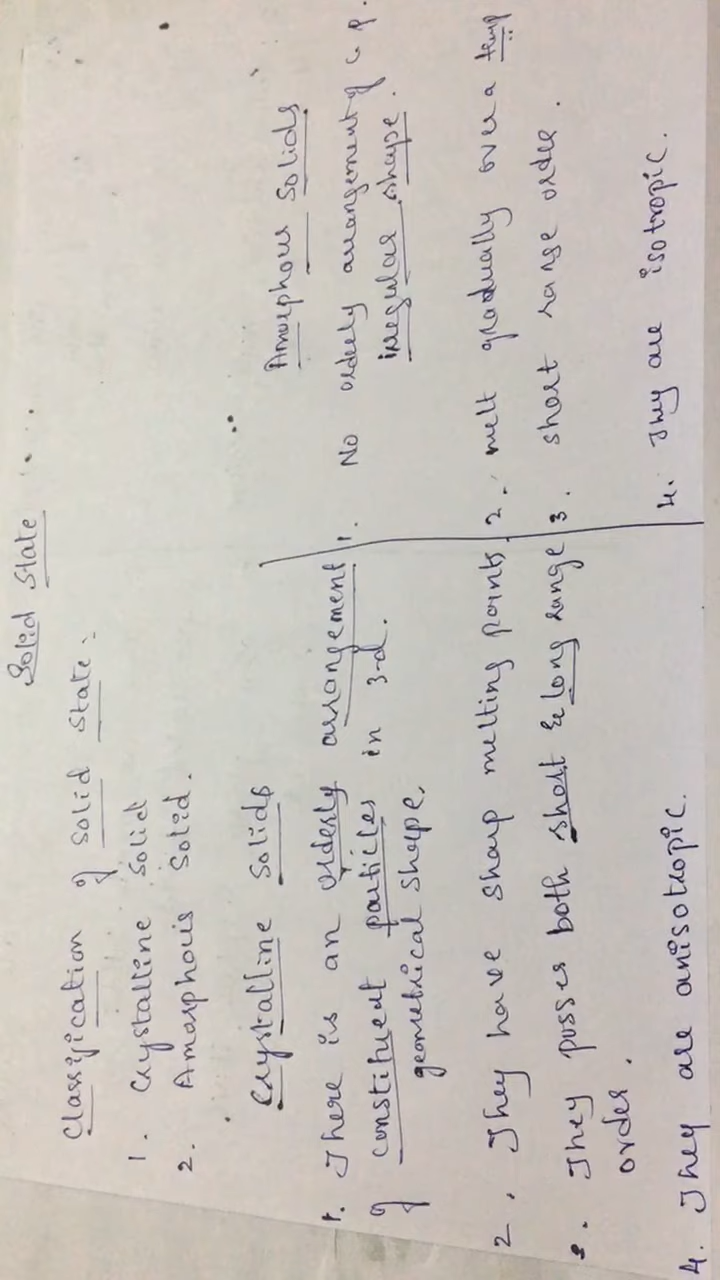 Solid State
Classification of solid state.
1. Crystalline solid
2. Amorphous solid.
Crystalline solids
1. There is an orderly arrangement
of constituent particles in 3-d.
geometrical shape.
2. They have sharp melting points.
3. They posses both short & long range
order.
4. They are anisotropic.
Amorphous solids
1. No orderly arrangement of c p.
irregular shape.
2. melt gradually over a temp
3. short range order.
4. They are isotropic.